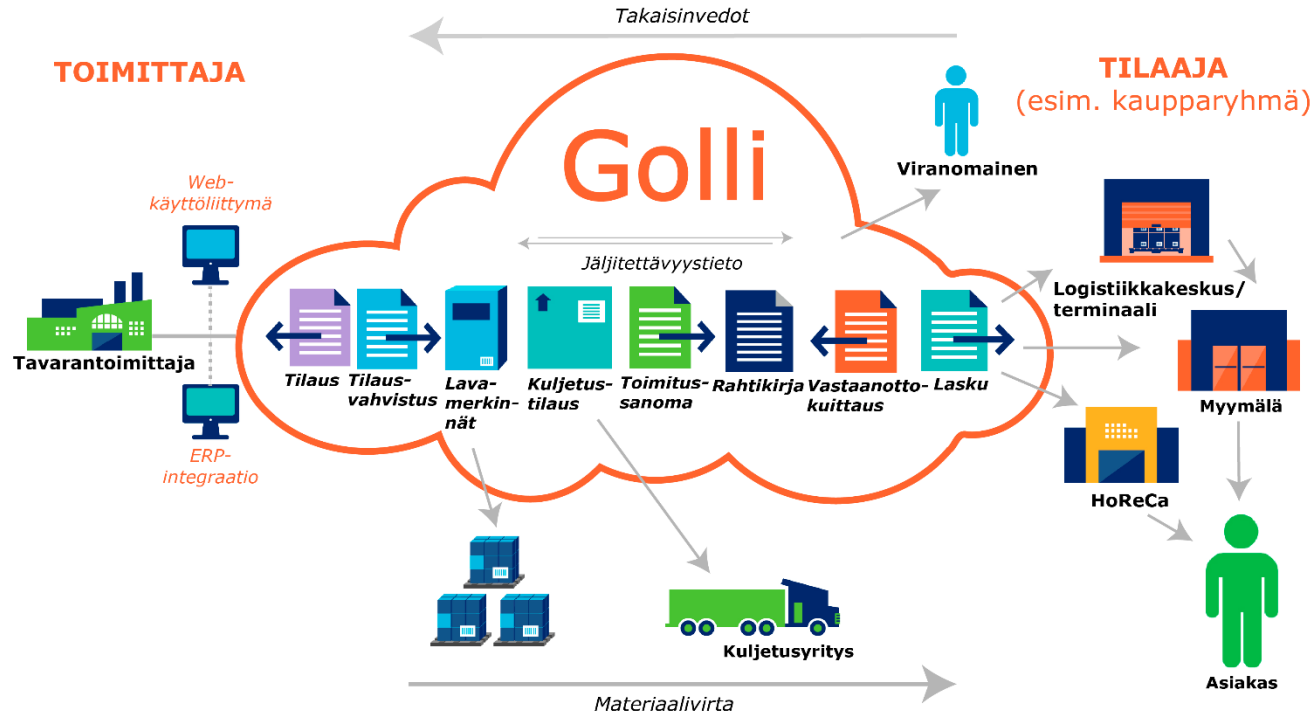 Takaisinvedot
TOIMITTAJA
TILAAJA
(esim. kaupparyhmä)
Golli
Viranomainen
Web-
käyttöliittymä
Jäljitettävyystieto
Logistiikkakeskus/
terminaali
Tavarantoimittaja
Tilaus
Tilaus-
vahvistus
Lava-
merkin-
nät
Kuljetus-
tilaus
Toimitus-
sanoma
Rahtikirja
Vastaanotto-
kuittaus
Lasku
Myymälä
ERP-
integraatio
HoReCa
Kuljetusyritys
Asiakas
Materiaalivirta